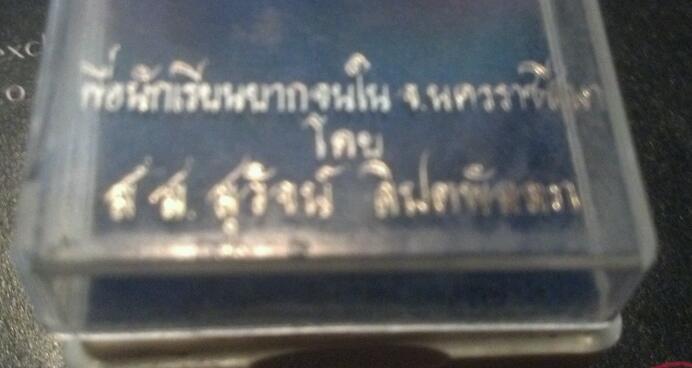 เพื่อนักเรียนยากจนใน จ.นครราชสีมา
โดย
ส.ส. สุวัจน์ ลิปตพัลลภ